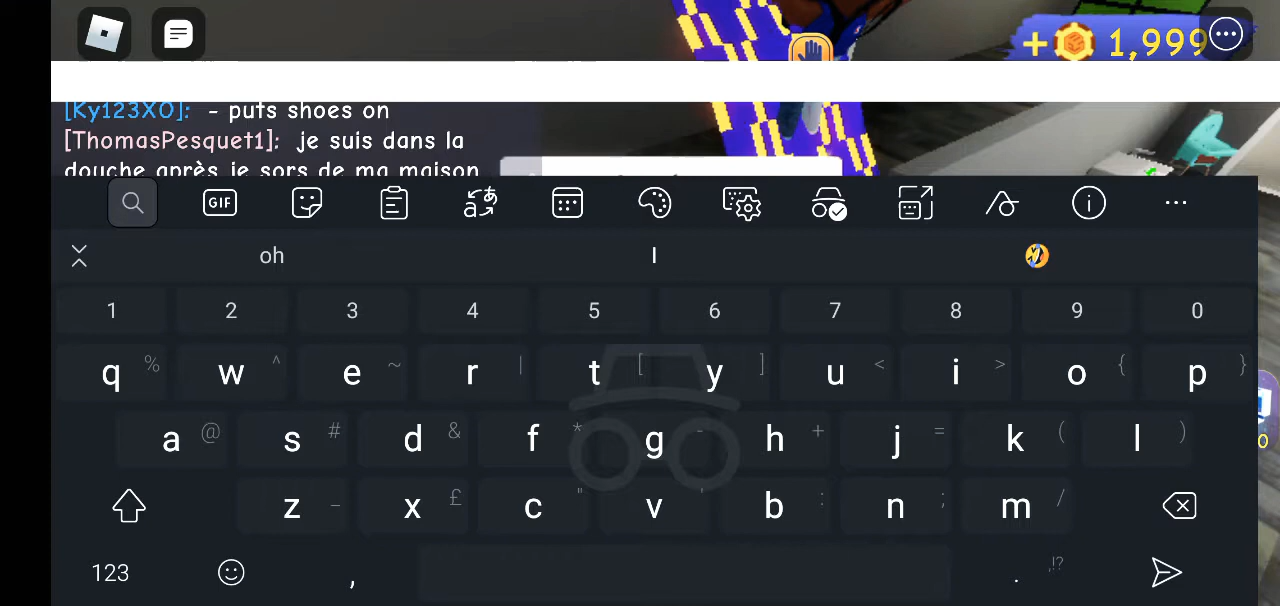 + 1,999
[Ky123XO]: - puts shoes on
[ThomasPesquet1]: je suis dans la
douche après je sors de ma maison
GIF
oh I 🤣
1 2 3 4 5 6 7 8 9 0
q % w ^ e ~ r | t [ y ] u < i > o { p }
a @ s # d & f * g - h + j = k ( l )
z _ x £ c " v ' b : n ; m /
123 , . ,!?
0